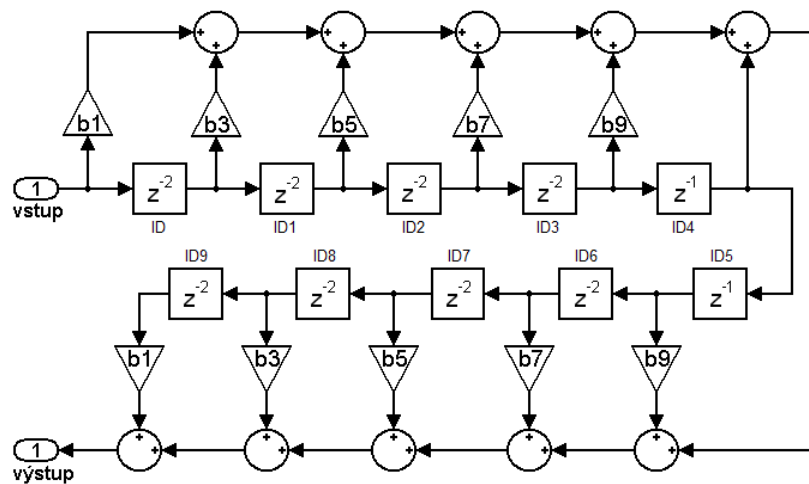 + + + + +
+ + + + +
b1 b3 b5 b7 b9
1 z-2 z-2 z-2 z-2 z-1
vstup
ID ID1 ID2 ID3 ID4
ID9 ID8 ID7 ID6 ID5
z-2 z-2 z-2 z-2 z-1
b1 b3 b5 b7 b9
+ + + + +
1 + + + + +
výstup